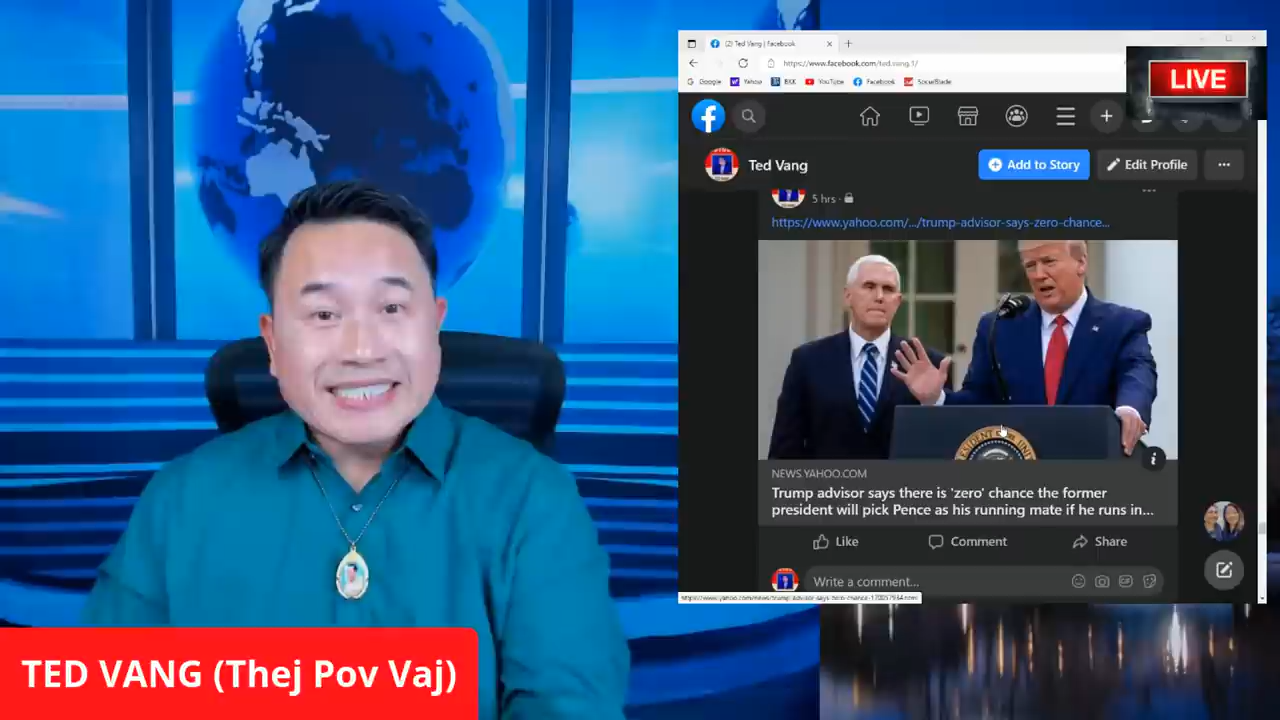 (2) Ted Vang | Facebook
https://www.facebook.com/ted.vang.1/
Google Yahoo BKK YouTube Facebook SocialBlade
LIVE
Ted Vang
Add to Story
Edit Profile
5 hrs ·
https://www.yahoo.com/.../trump-advisor-says-zero-chance...
NEWS.YAHOO.COM
Trump advisor says there is 'zero' chance the former
president will pick Pence as his running mate if he runs in...
Like Comment Share
Write a comment...
TED VANG (Thej Pov Vaj)